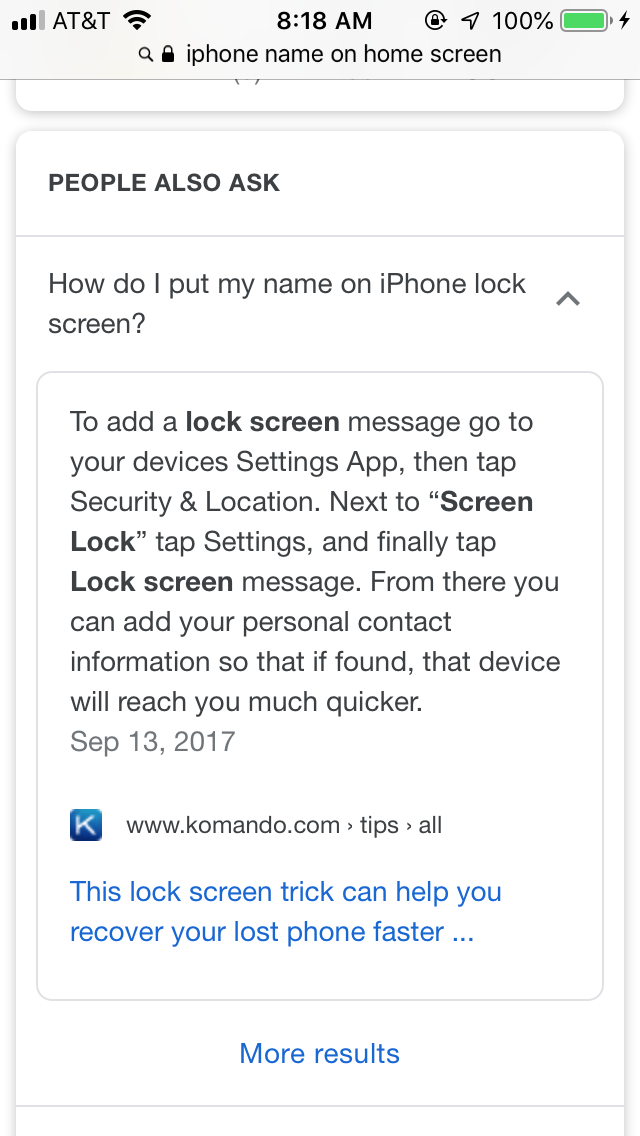 AT&T 8:18 AM 100%
iphone name on home screen
PEOPLE ALSO ASK
How do I put my name on iPhone lock
screen?
To add a lock screen message go to
your devices Settings App, then tap
Security & Location. Next to “Screen
Lock” tap Settings, and finally tap
Lock screen message. From there you
can add your personal contact
information so that if found, that device
will reach you much quicker.
Sep 13, 2017
K
www.komando.com › tips › all
This lock screen trick can help you
recover your lost phone faster ...
More results